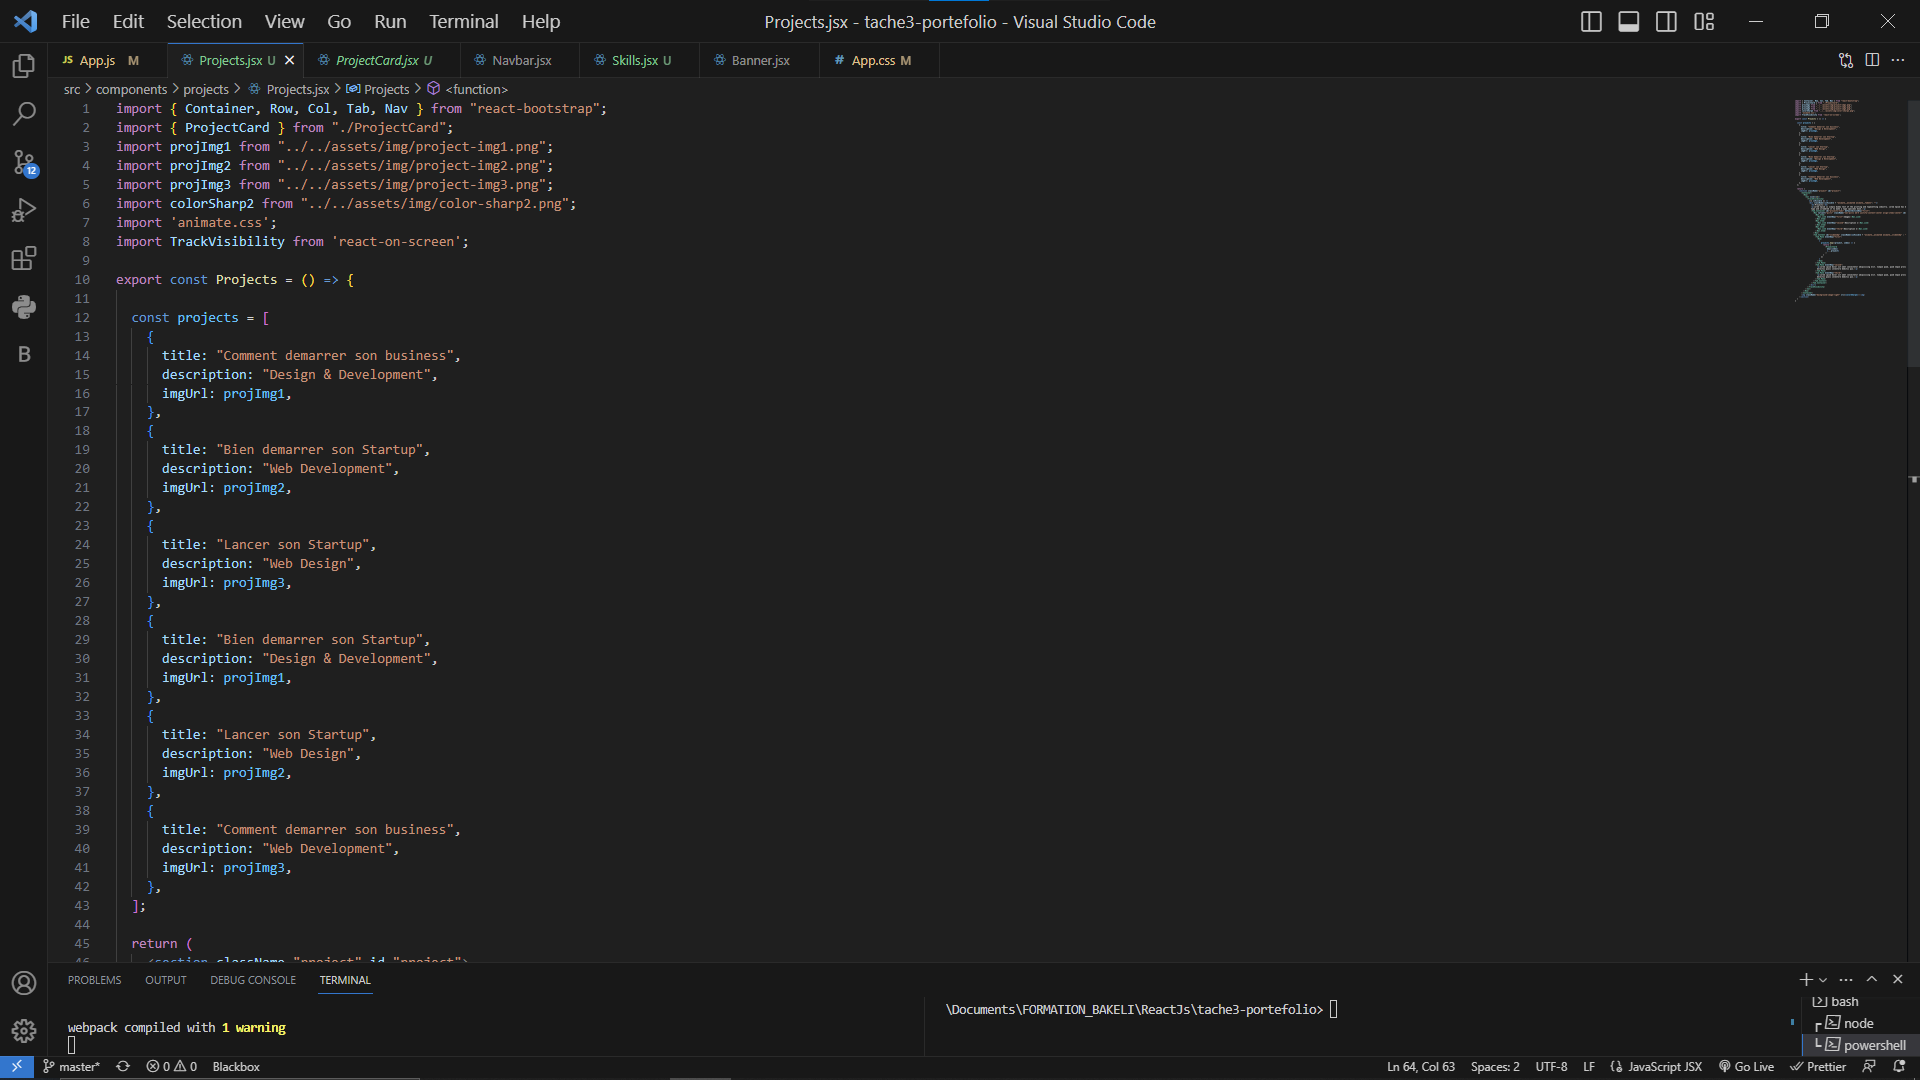 File Edit Selection View Go Run Terminal Help
Projects.jsx - tache3-portefolio - Visual Studio Code
JS App.js M
Projects.jsx U
ProjectCard.jsx U
Navbar.jsx
Skills.jsx U
Banner.jsx
# App.css M
src > components > projects > Projects.jsx > Projects > <function>
1 import { Container, Row, Col, Tab, Nav } from "react-bootstrap";
2 import { ProjectCard } from "./ProjectCard";
3 import projImg1 from "../../assets/img/project-img1.png";
4 import projImg2 from "../../assets/img/project-img2.png";
5 import projImg3 from "../../assets/img/project-img3.png";
6 import colorSharp2 from "../../assets/img/color-sharp2.png";
7 import 'animate.css';
8 import TrackVisibility from 'react-on-screen';
9
10 export const Projects = () => {
11
12 const projects = [
13 {
14 title: "Comment demarrer son business",
15 description: "Design & Development",
16 imgUrl: projImg1,
17 },
18 {
19 title: "Bien demarrer son Startup",
20 description: "Web Development",
21 imgUrl: projImg2,
22 },
23 {
24 title: "Lancer son Startup",
25 description: "Web Design",
26 imgUrl: projImg3,
27 },
28 {
29 title: "Bien demarrer son Startup",
30 description: "Design & Development",
31 imgUrl: projImg1,
32 },
33 {
34 title: "Lancer son Startup",
35 description: "Web Design",
36 imgUrl: projImg2,
37 },
38 {
39 title: "Comment demarrer son business",
40 description: "Web Development",
41 imgUrl: projImg3,
42 },
43 ];
44
45 return (
46 <section className="project" id="project">
12
B
PROBLEMS OUTPUT DEBUG CONSOLE TERMINAL
webpack compiled with 1 warning
\Documents\FORMATION_BAKELI\ReactJs\tache3-portefolio>
bash
node
powershell
master* 0 0 Blackbox
Ln 64, Col 63 Spaces: 2 UTF-8 LF JavaScript JSX Go Live Prettier